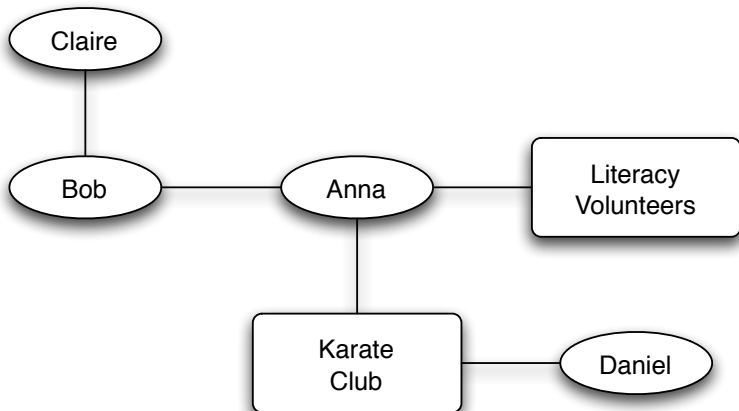 Claire
Bob
Anna
Literacy
Volunteers
Karate
Club
Daniel